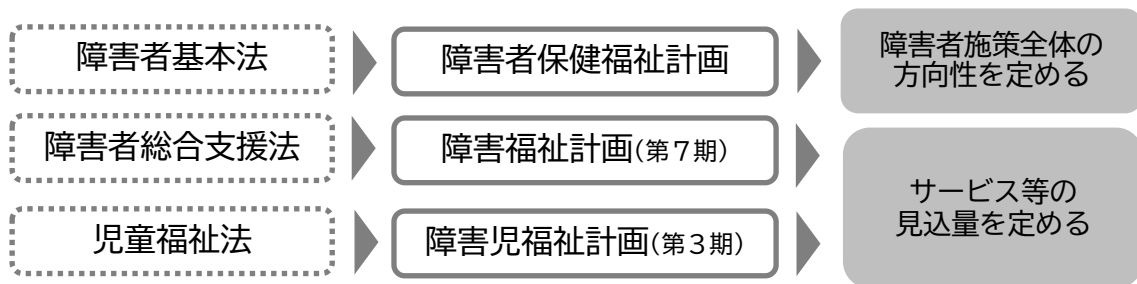 障害者基本法
障害者保健福祉計画
障害者施策全体の
方向性を定める
障害者総合支援法
障害福祉計画(第７期)
サービス等の
見込量を定める
児童福祉法
障害児福祉計画(第３期)